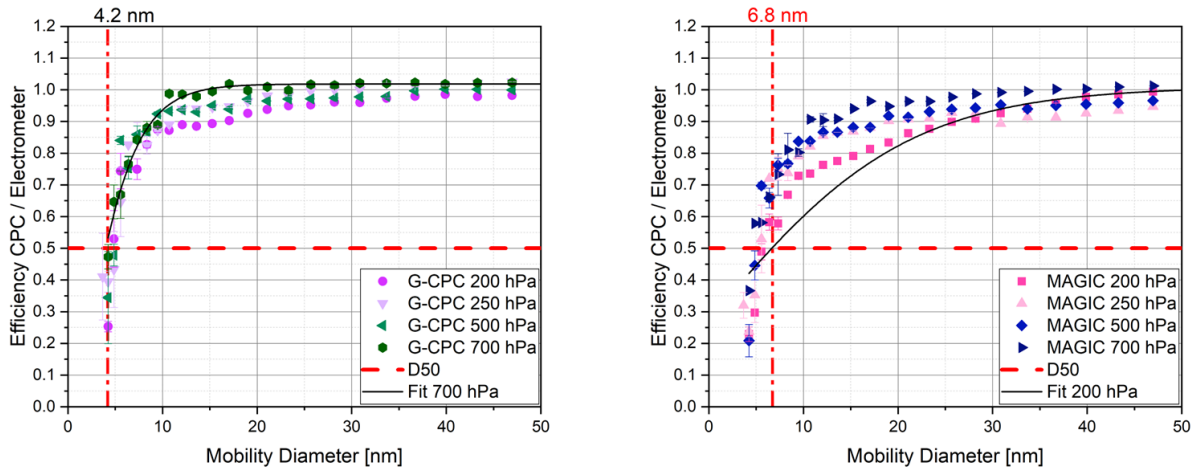 4.2 nm
Efficiency CPC / Electrometer
1.2
1.1
1.0
0.9
0.8
0.7
0.6
0.5
0.4
0.3
0.2
0.1
0.0
G-CPC 200 hPa
G-CPC 250 hPa
G-CPC 500 hPa
G-CPC 700 hPa
D50
Fit 700 hPa
0 10 20 30 40 50
Mobility Diameter [nm]
6.8 nm
Efficiency CPC / Electrometer
1.2
1.1
1.0
0.9
0.8
0.7
0.6
0.5
0.4
0.3
0.2
0.1
0.0
MAGIC 200 hPa
MAGIC 250 hPa
MAGIC 500 hPa
MAGIC 700 hPa
D50
Fit 200 hPa
0 10 20 30 40 50
Mobility Diameter [nm]